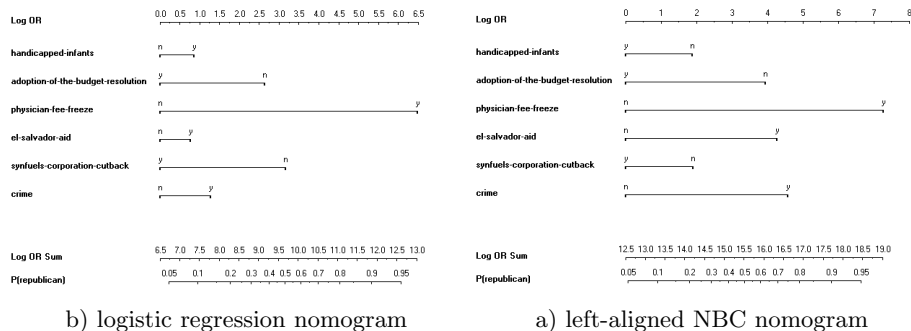 Log OR
0.0 0.5 1.0 1.5 2.0 2.5 3.0 3.5 4.0 4.5 5.0 5.5 6.0 6.5
handicapped-infants
n y
adoption-of-the-budget-resolution
y n
physician-fee-freeze
n y
el-salvador-aid
n y
synfuels-corporation-cutback
y n
crime
n y
Log OR Sum
6.5 7.0 7.5 8.0 8.5 9.0 9.5 10.0 10.5 11.0 11.5 12.0 12.5 13.0
P(republican)
0.05 0.1 0.2 0.3 0.4 0.5 0.6 0.7 0.8 0.9 0.95
b) logistic regression nomogram
Log OR
0 1 2 3 4 5 6 7 8
handicapped-infants
y n
adoption-of-the-budget-resolution
y n
physician-fee-freeze
n y
el-salvador-aid
n y
synfuels-corporation-cutback
y n
crime
n y
Log OR Sum
12.5 13.0 13.5 14.0 14.5 15.0 15.5 16.0 16.5 17.0 17.5 18.0 18.5 19.0
P(republican)
0.05 0.1 0.2 0.3 0.4 0.5 0.6 0.7 0.8 0.9 0.95
a) left-aligned NBC nomogram